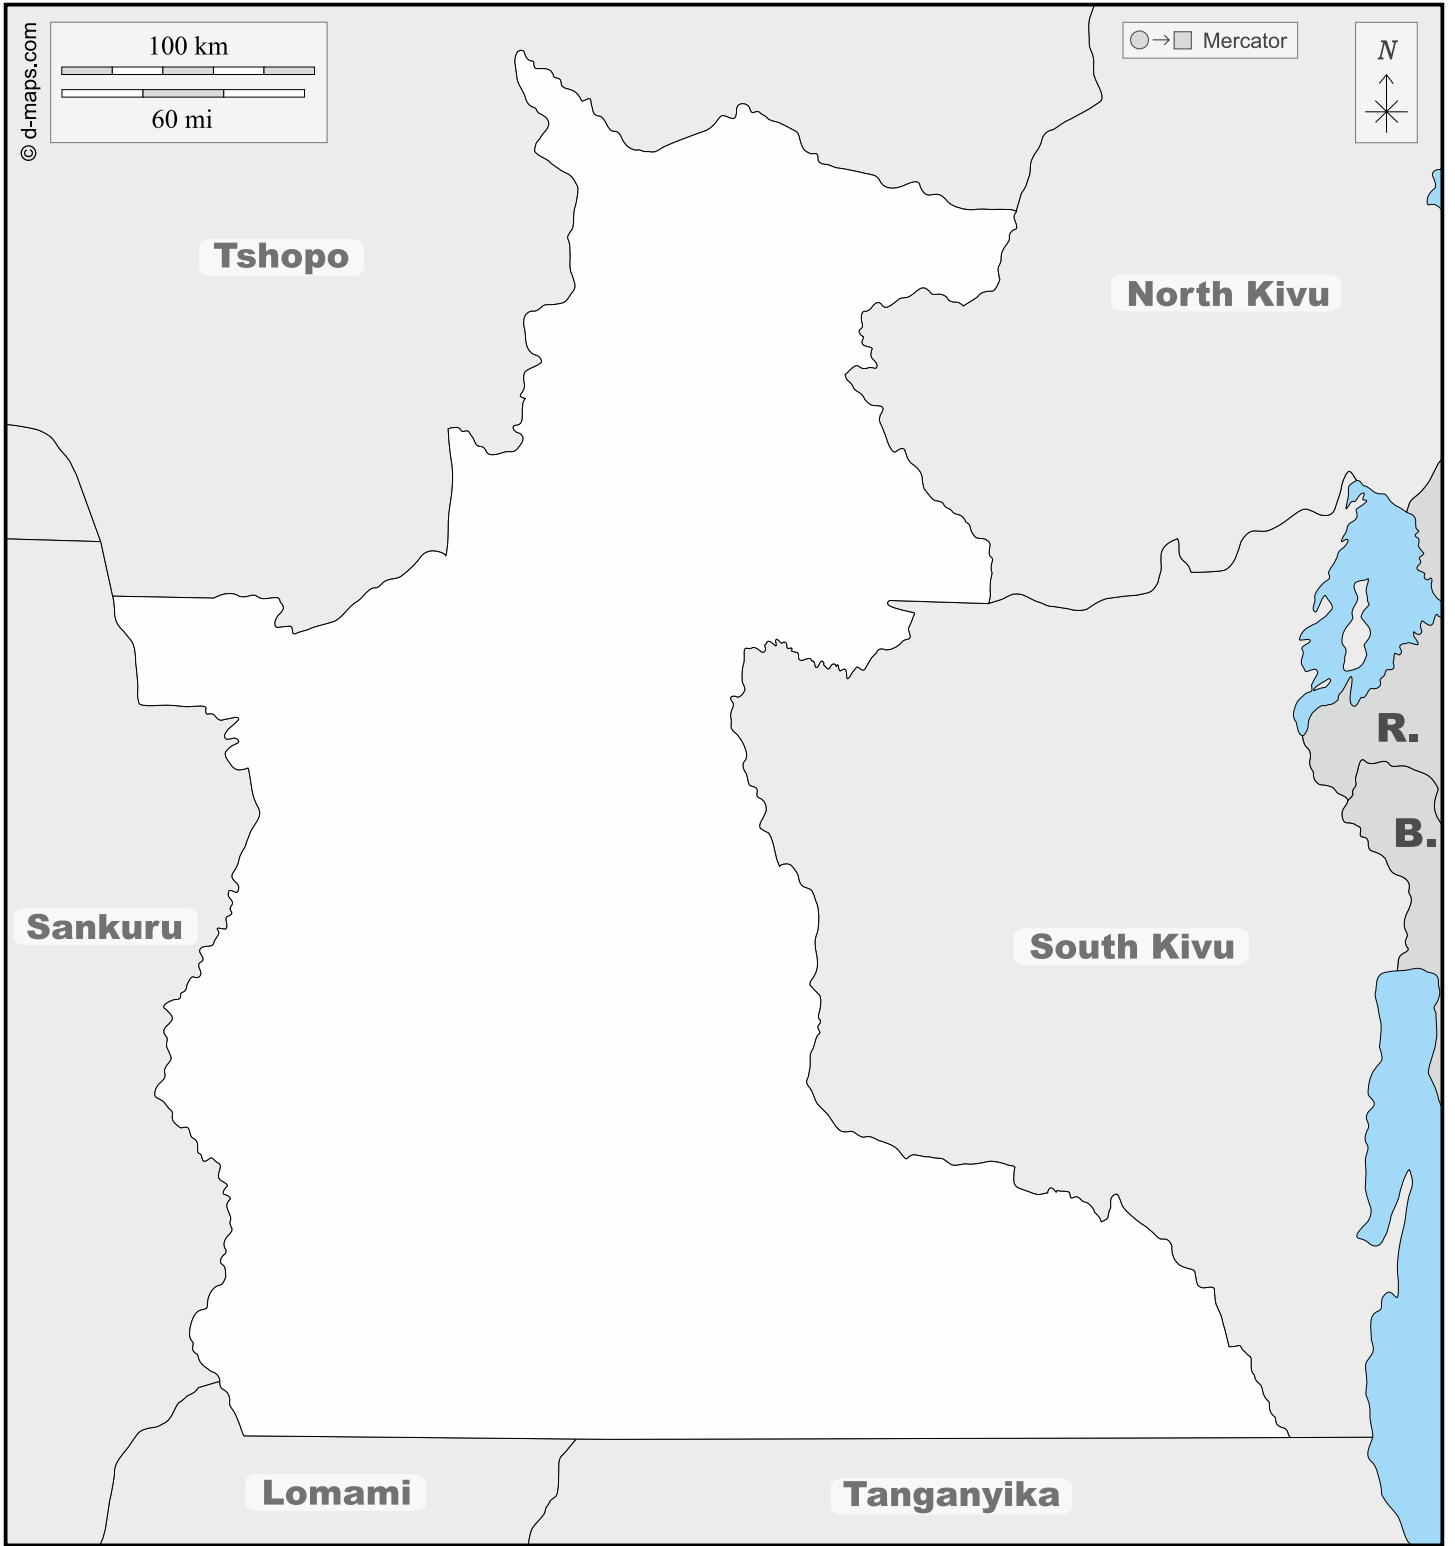 © d-maps.com
100 km
60 mi
Mercator
N
Tshopo
North Kivu
R.
B.
Sankuru
South Kivu
Lomami
Tanganyika